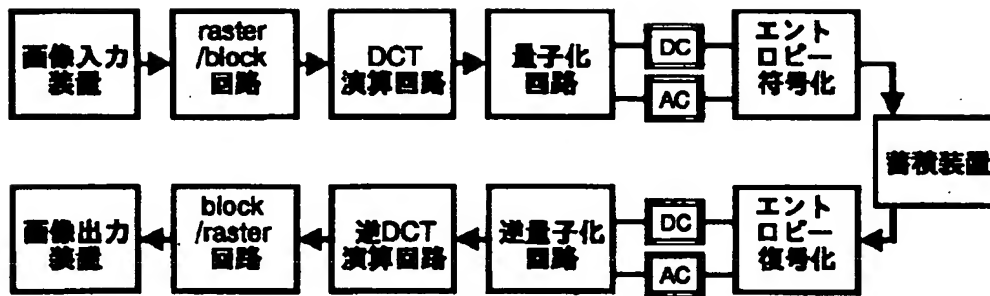 画像入力
装置
raster
/block
回路
DCT
演算回路
量子化
回路
DC
AC
エント
ロピー
符号化
蓄積装置
画像出力
装置
block
/raster
回路
逆DCT
演算回路
逆量子化
回路
DC
AC
エント
ロピー
復号化